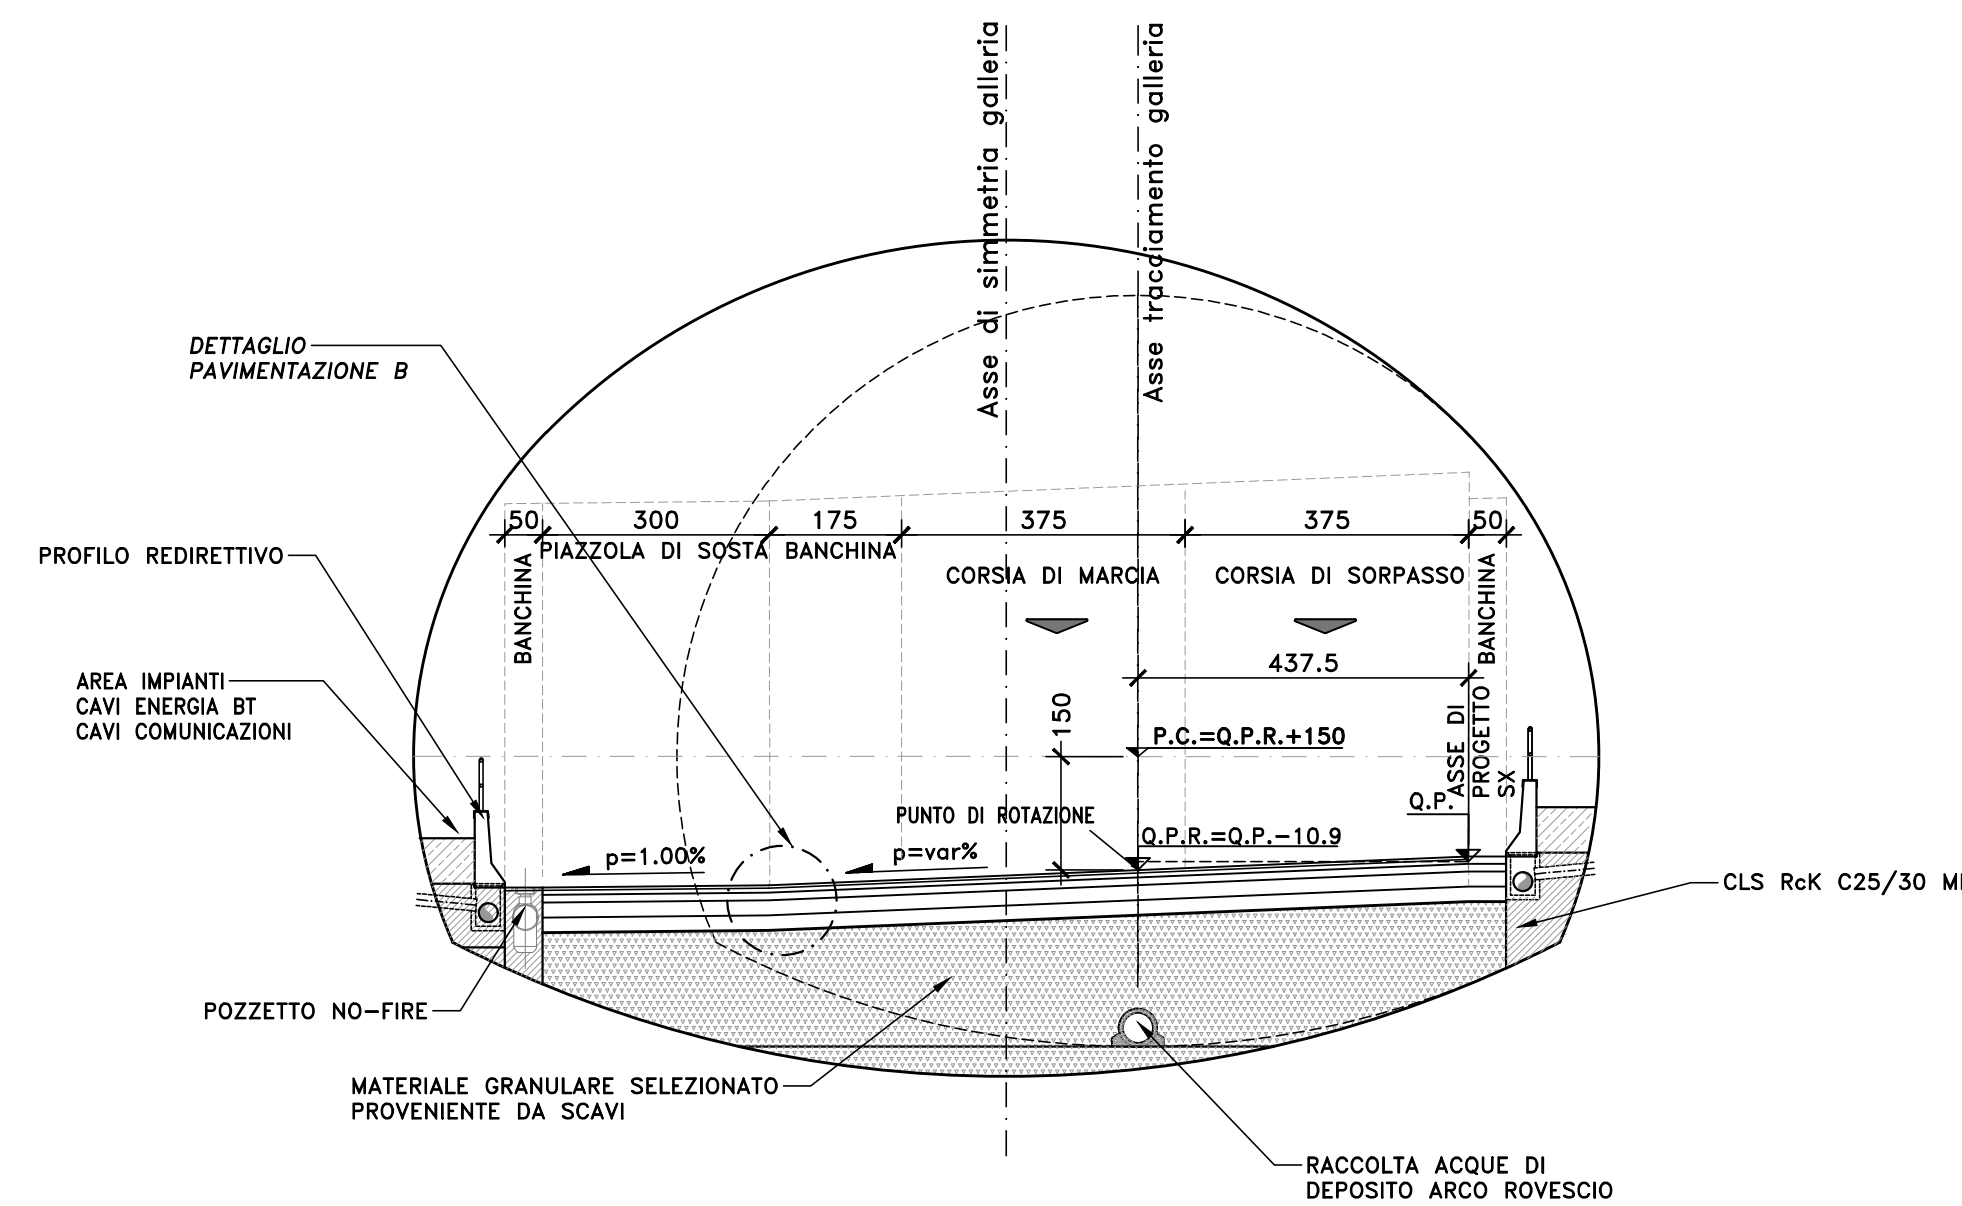 Asse di simmetria galleria
Asse tracciamento galleria
DETTAGLIO
PAVIMENTAZIONE B
50
300
175
375
375
50
PIAZZOLA DI SOSTA
BANCHINA
PROFILO REDIRETTIVO
BANCHINA
CORSIA DI MARCIA
CORSIA DI SORPASSO
BANCHINA
437.5
AREA IMPIANTI
CAVI ENERGIA BT
CAVI COMUNICAZIONI
150
P.C.=Q.P.R.+150
ASSE DI
PROGETTO
SX
Q.P.
PUNTO DI ROTAZIONE
Q.P.R.=Q.P.-10.9
p=1.00%
p=var%
CLS RcK C25/30
POZZETTO NO-FIRE
MATERIALE GRANULARE SELEZIONATO
PROVENIENTE DA SCAVI
RACCOLTA ACQUE DI
DEPOSITO ARCO ROVESCIO